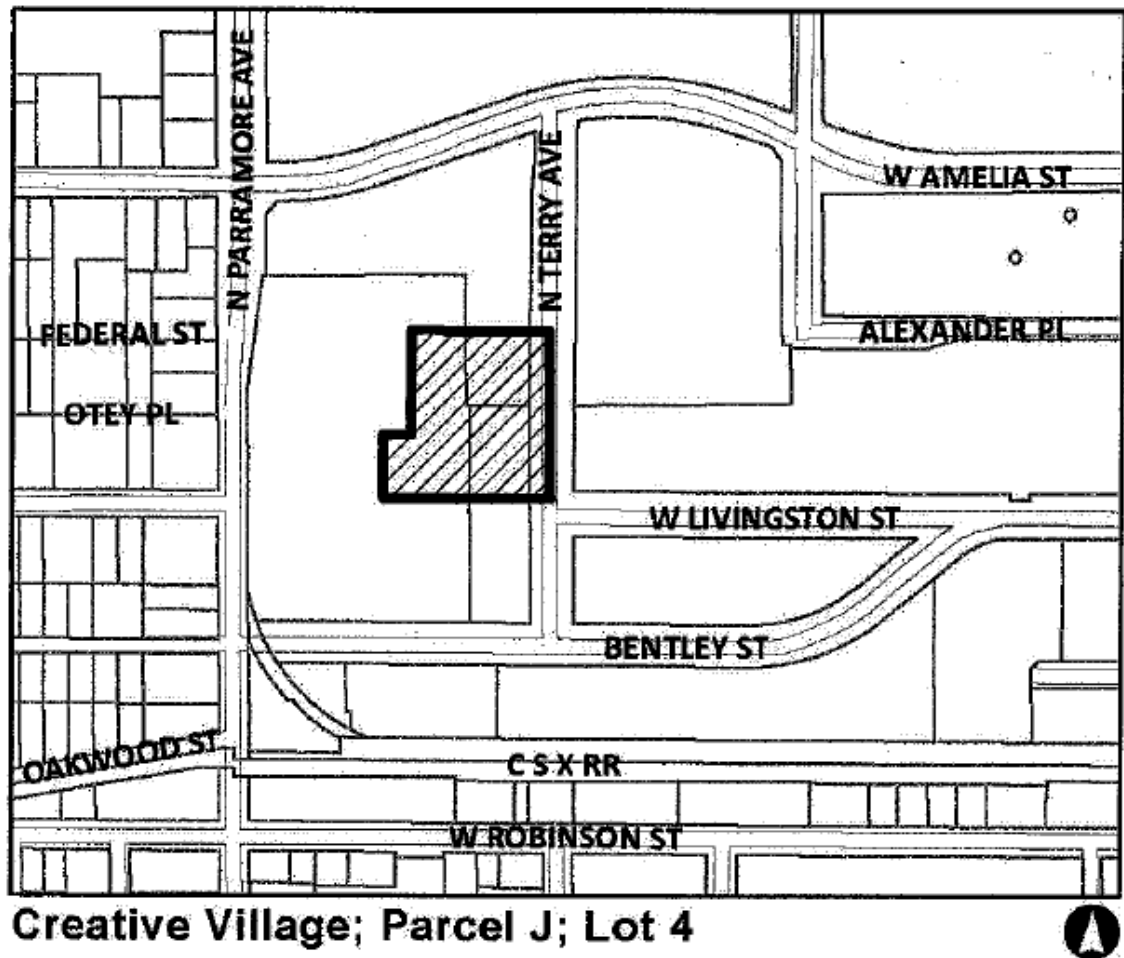 N PARRAMORE AVE
N TERRY AVE
W AMELIA ST
FEDERAL ST
ALEXANDER PL
OTEY PL
W LIVINGSTON ST
BENTLEY ST
OAKWOOD ST
C S X RR
W ROBINSON ST
Creative Village; Parcel J; Lot 4